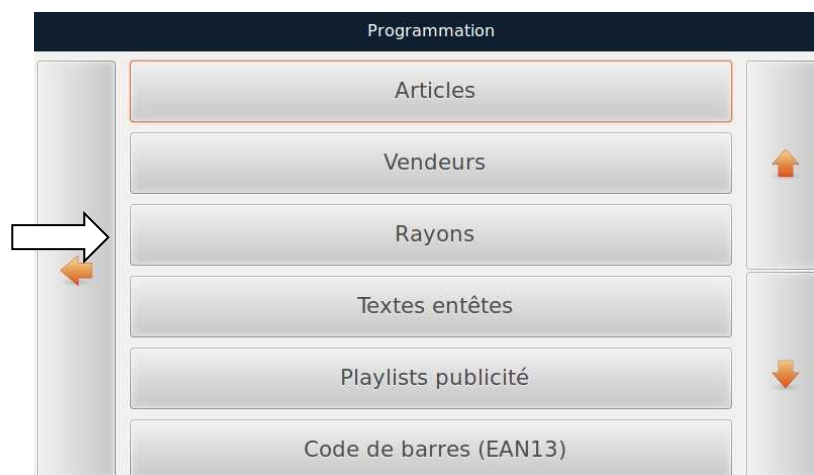 Programmation
Articles
Vendeurs
Rayons
Textes entêtes
Playlists publicité
Code de barres (EAN13)